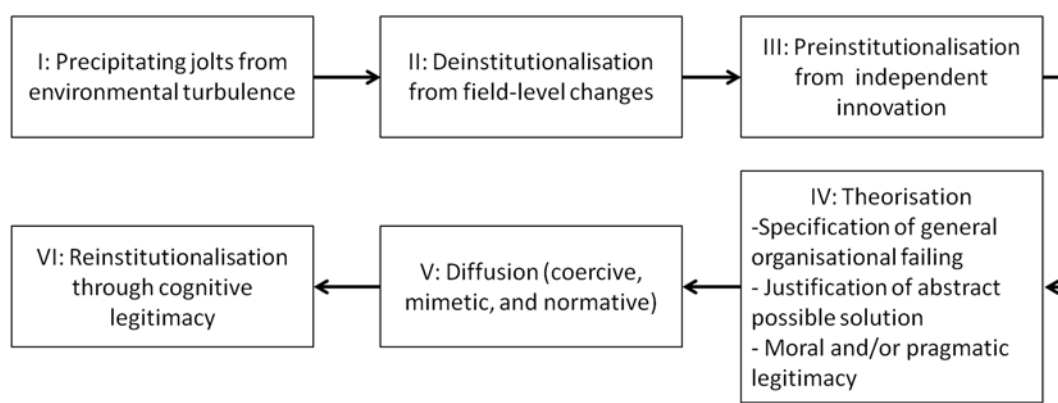 I: Precipitating jolts from
environmental turbulence
II: Deinstitutionalisation
from field-level changes
III: Preinstitutionalisation
from independent
innovation
IV: Theorisation
-Specification of general
organisational failing
- Justification of abstract
possible solution
- Moral and/or pragmatic
legitimacy
V: Diffusion (coercive,
mimetic, and normative)
VI: Reinstitutionalisation
through cognitive
legitimacy